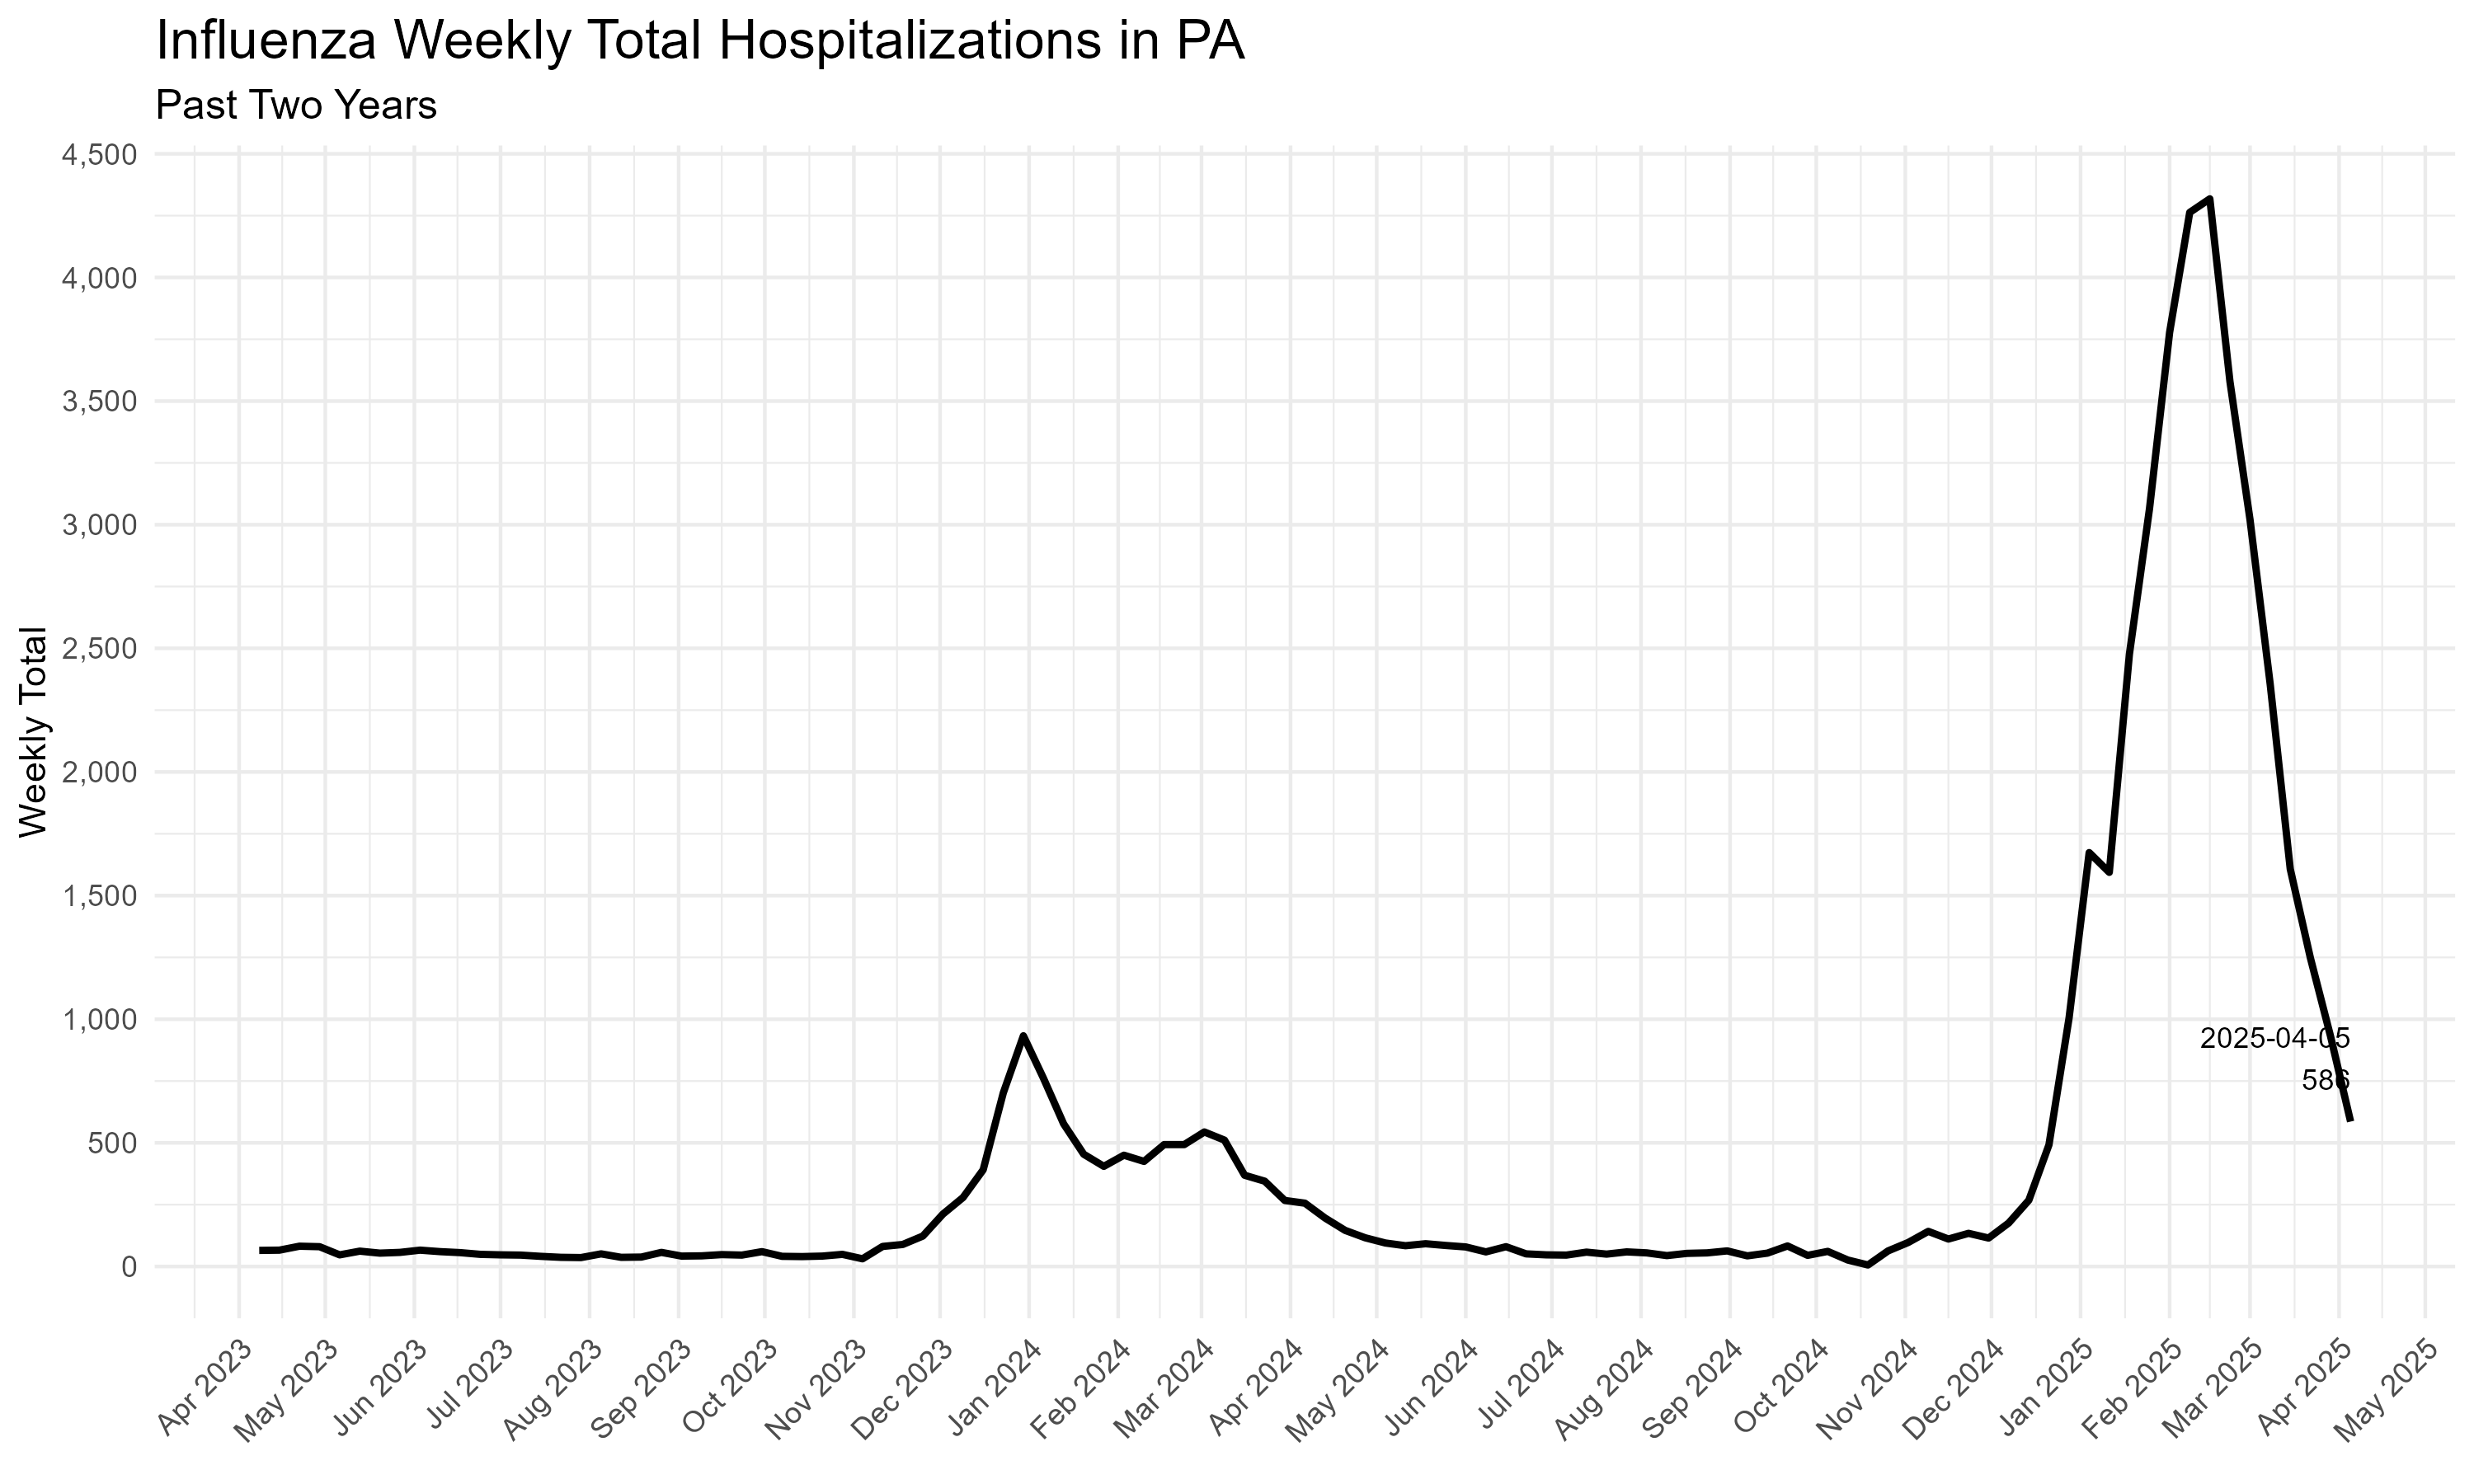 Influenza Weekly Total Hospitalizations in PA
Past Two Years
4,500
4,000
3,500
3,000
2,500
2,000
1,500
1,000
500
0
Weekly Total
2025-04-05
586
Apr 2023
May 2023
Jun 2023
Jul 2023
Aug 2023
Sep 2023
Oct 2023
Nov 2023
Dec 2023
Jan 2024
Feb 2024
Mar 2024
Apr 2024
May 2024
Jun 2024
Jul 2024
Aug 2024
Sep 2024
Oct 2024
Nov 2024
Dec 2024
Jan 2025
Feb 2025
Mar 2025
Apr 2025
May 2025